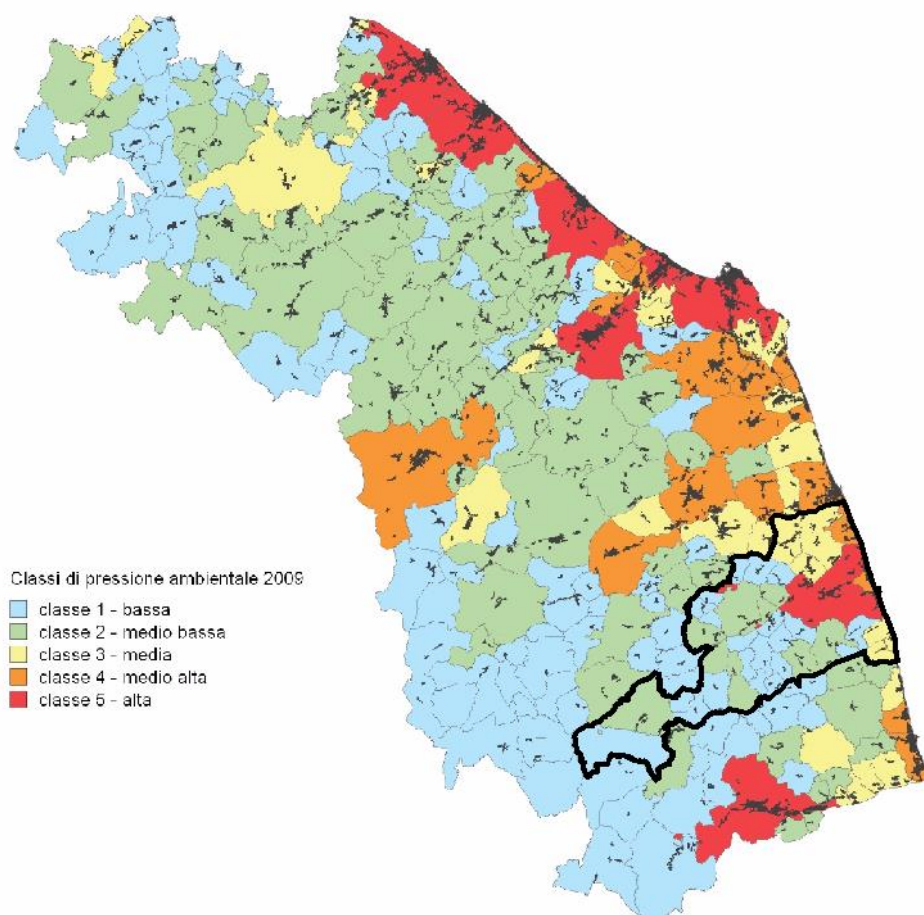 Classi di pressione ambientale 2009
classe 1 - bassa
classe 2 - medio bassa
classe 3 - media
classe 4 - medio alta
classe 5 - alta